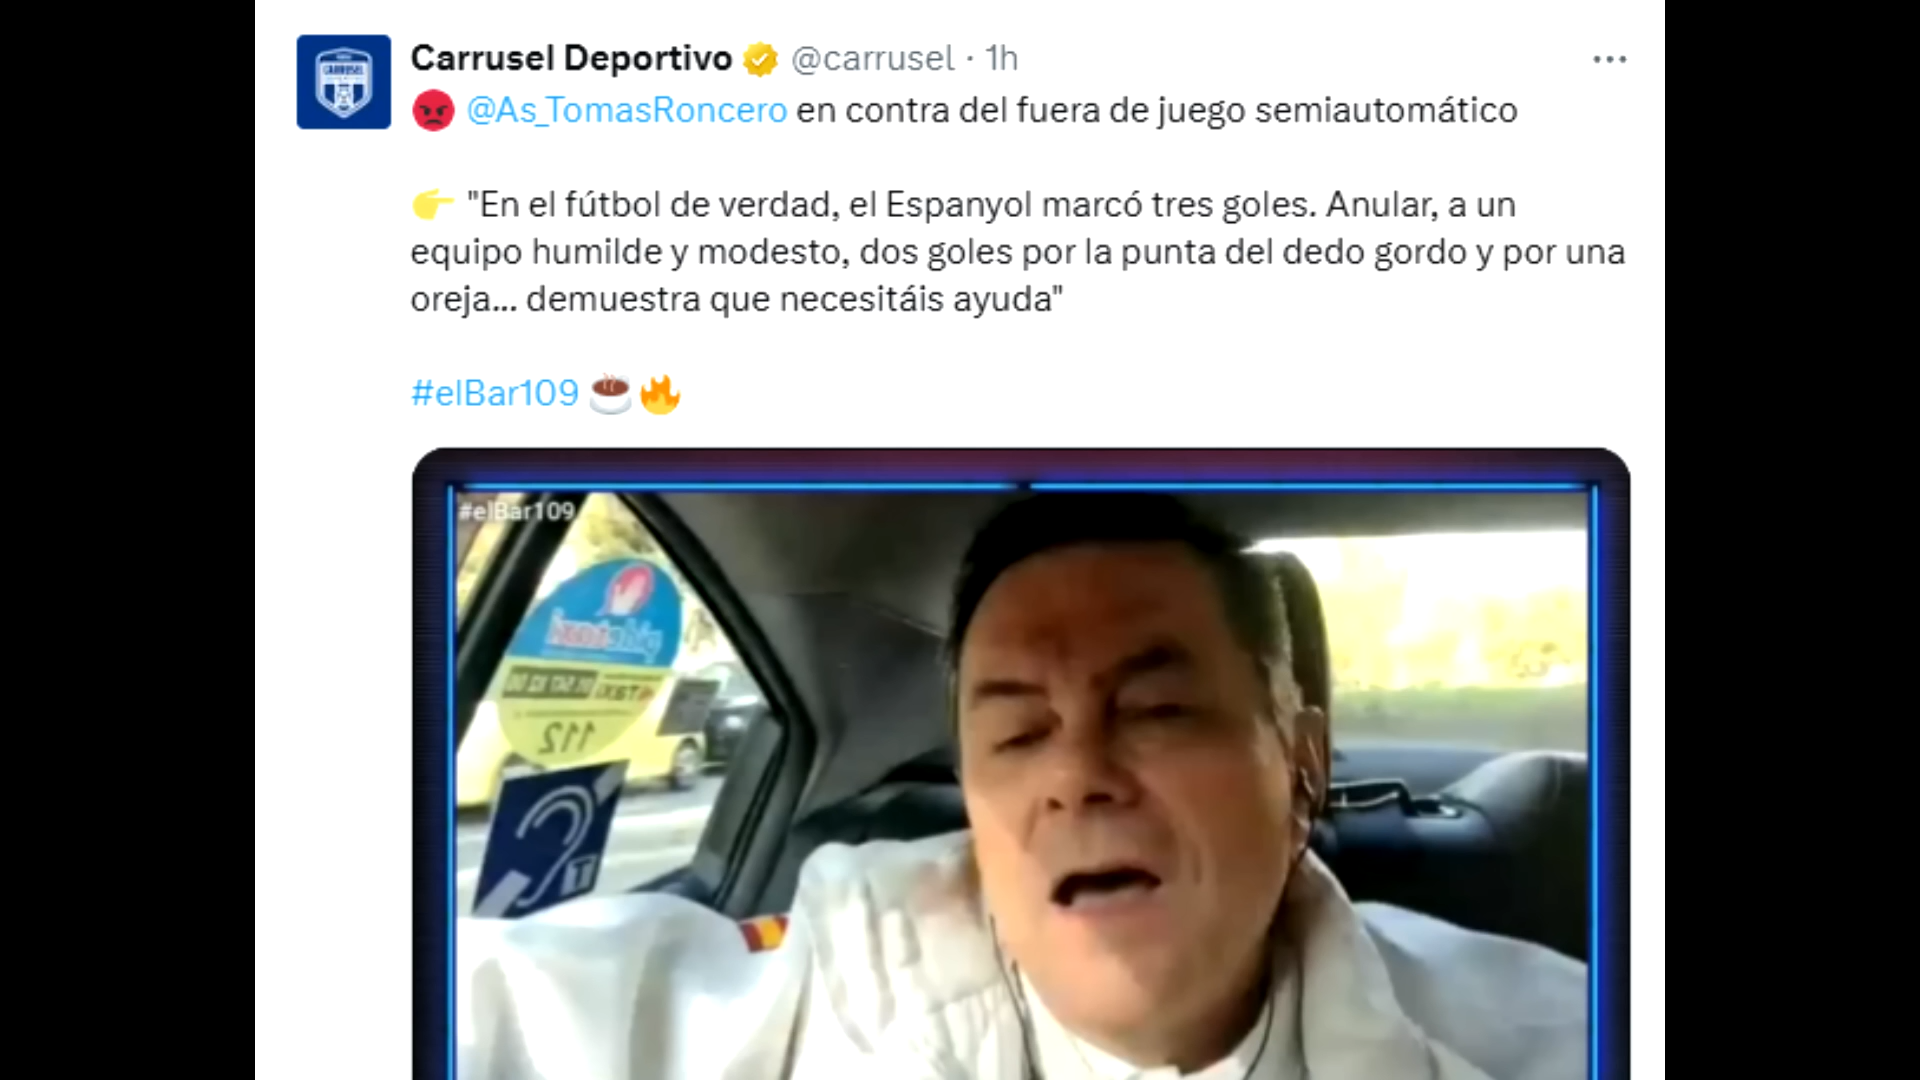 Carrusel Deportivo @carrusel · 1h
@As_TomasRoncero en contra del fuera de juego semiautomático
"En el fútbol de verdad, el Espanyol marcó tres goles. Anular, a un
equipo humilde y modesto, dos goles por la punta del dedo gordo y por una
oreja... demuestra que necesitáis ayuda"
#elBar109
#elBar109
pidetaxi
112
T
CARRUSEL